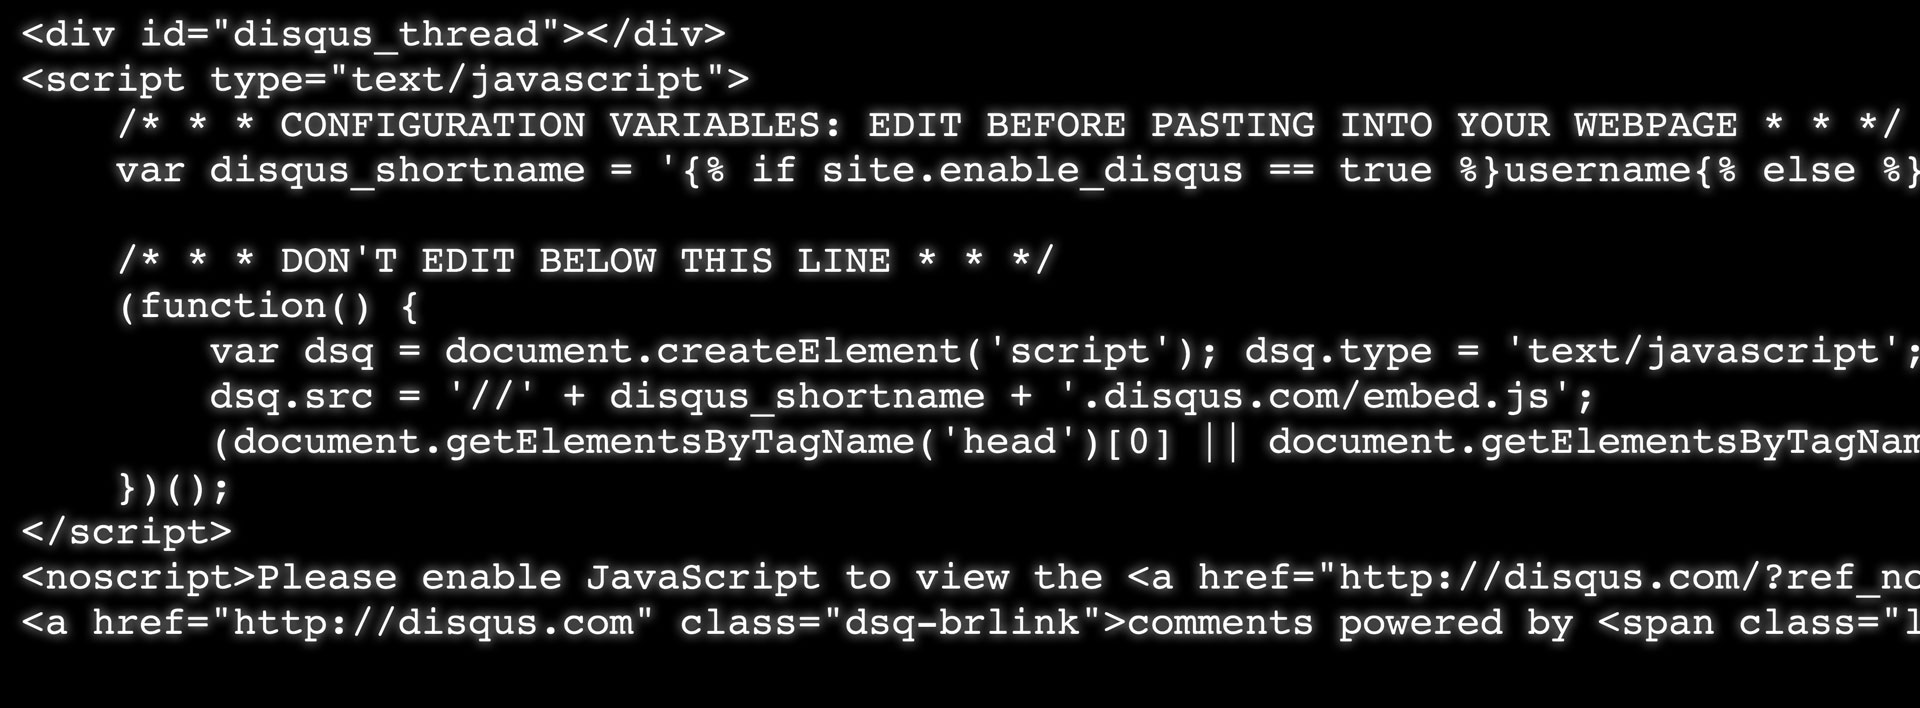 <div id="disqus_thread"></div>
<script type="text/javascript">
    /* * * CONFIGURATION VARIABLES: EDIT BEFORE PASTING INTO YOUR WEBPAGE * * */
    var disqus_shortname = '{% if site.enable_disqus == true %}username{% else %}

    /* * * DON'T EDIT BELOW THIS LINE * * */
    (function() {
        var dsq = document.createElement('script'); dsq.type = 'text/javascript';
        dsq.src = '//' + disqus_shortname + '.disqus.com/embed.js';
        (document.getElementsByTagName('head')[0] || document.getElementsByTagNam
    })();
</script>
<noscript>Please enable JavaScript to view the <a href="http://disqus.com/?ref_no
<a href="http://disqus.com" class="dsq-brlink">comments powered by <span class="l